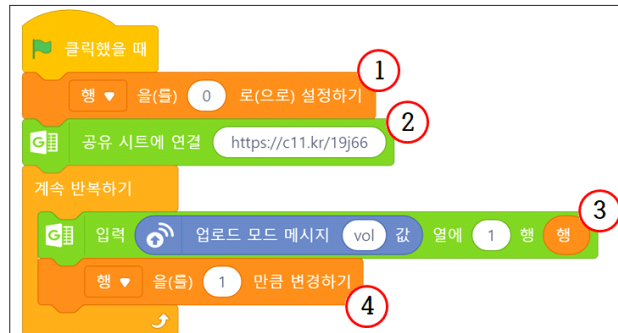 클릭했을 때
행 ▼ 을(를) 0 로(으로) 설정하기 1
G 공유 시트에 연결 https://c11.kr/19j66 2
계속 반복하기
G 입력 업로드 모드 메시지 vol 값 열에 1 행 행 3
행 ▼ 을(를) 1 만큼 변경하기 4